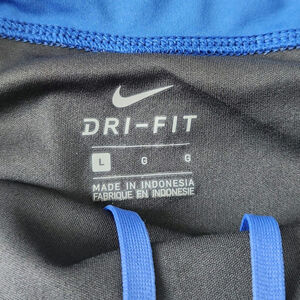 DRI-FIT
L G G
MADE IN INDONESIA
FABRIQUE EN INDONESIE